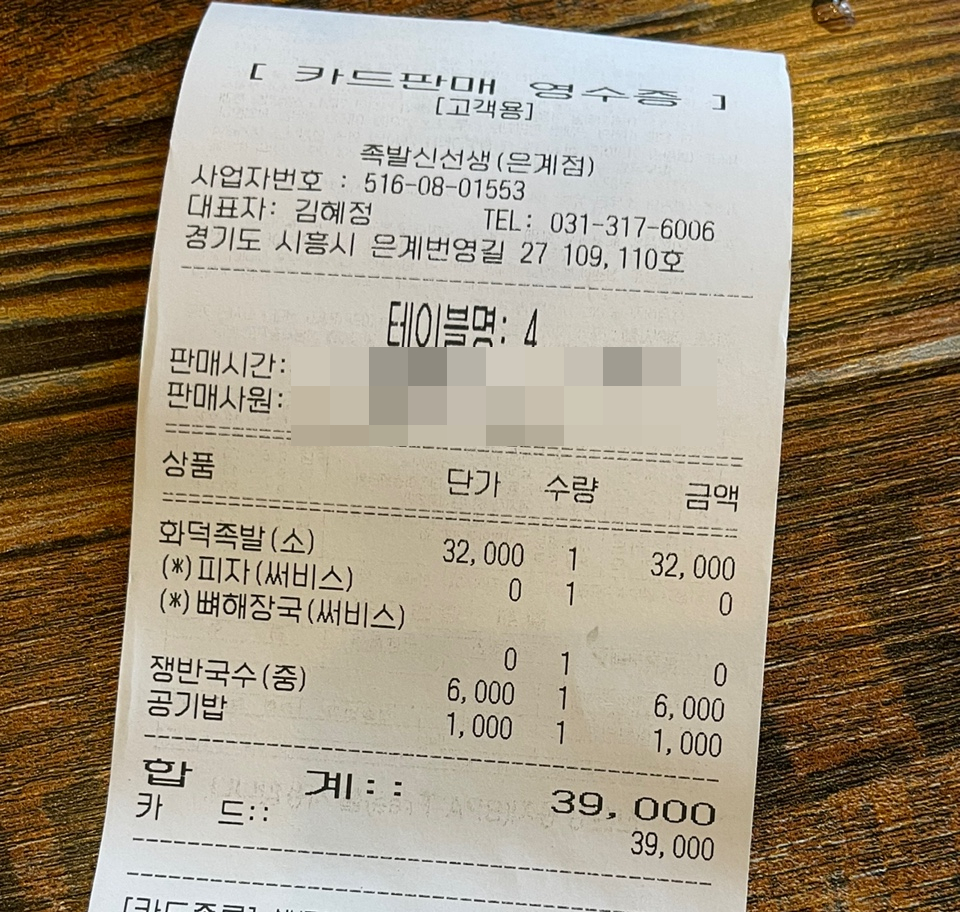 [ 카드판매 영수증 ]
[고객용]
족발신선생(은계점)
사업자번호 : 516-08-01553
대표자: 김혜정 TEL: 031-317-6006
경기도 시흥시 은계번영길 27 109, 110호
테이블명: 4
판매시간:
판매사원:
상품 단가 수량 금액
화덕족발(소) 32,000 1 32,000
(*)피자(써비스) 0 1 0
(*)뼈해장국(써비스)
0 1 0
쟁반국수(중) 6,000 1 6,000
공기밥 1,000 1 1,000
합 계:: 39,000
카 드:: 39,000